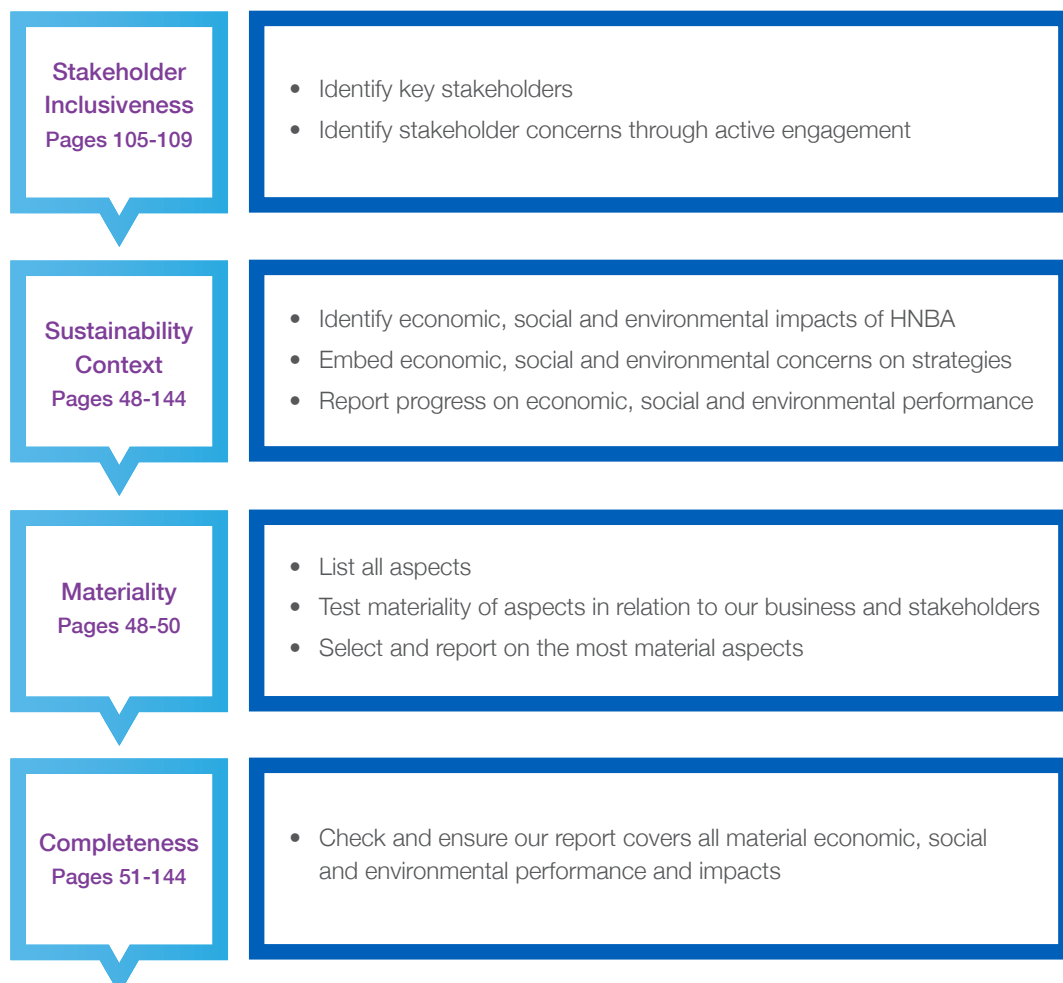 Stakeholder
Inclusiveness
Pages 105-109
• Identify key stakeholders
• Identify stakeholder concerns through active engagement
Sustainability
Context
Pages 48-144
• Identify economic, social and environmental impacts of HNBA
• Embed economic, social and environmental concerns on strategies
• Report progress on economic, social and environmental performance
Materiality
Pages 48-50
• List all aspects
• Test materiality of aspects in relation to our business and stakeholders
• Select and report on the most material aspects
Completeness
Pages 51-144
• Check and ensure our report covers all material economic, social
and environmental performance and impacts